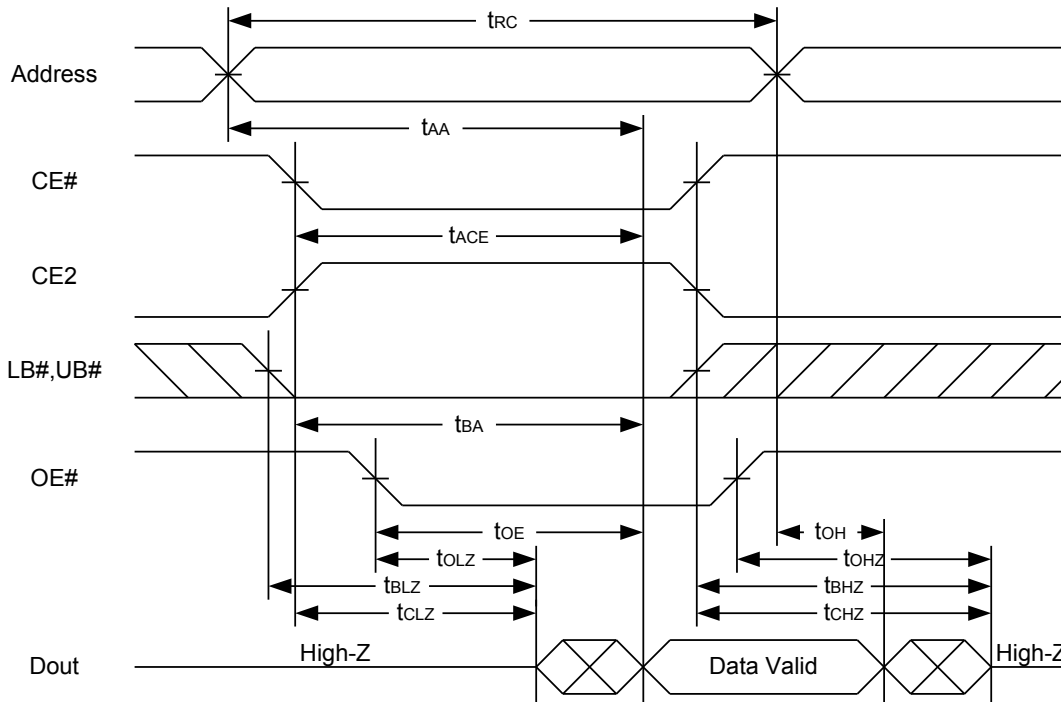 tRC
Address
tAA
CE#
tACE
CE2
LB#,UB#
tBA
OE#
tOE
tOH
tOLZ
tOHZ
tBLZ
tBHZ
tCLZ
tCHZ
Dout
High-Z
Data Valid
High-Z